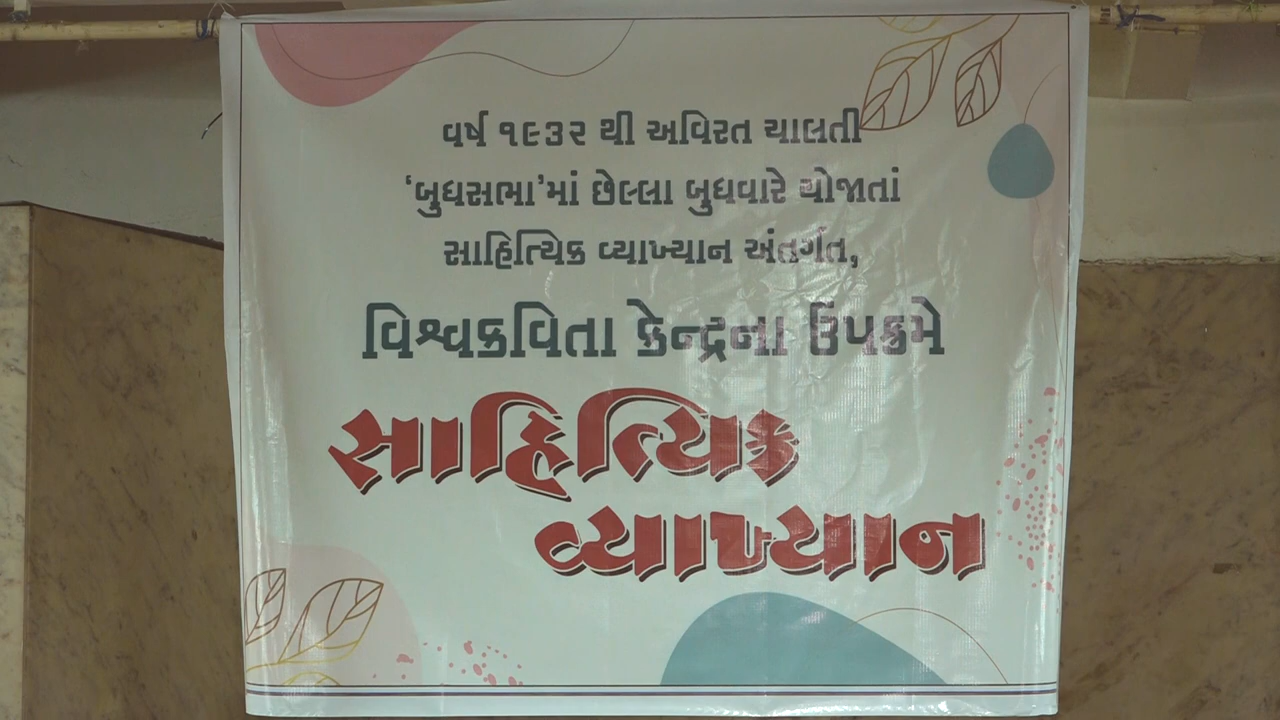 વર્ષ ૧૯૩૨ થી અવિરત ચાલતી
‘બુધસભા’માં છેલ્લા બુધવારે યોજાતાં
સાહિત્યિક વ્યાખ્યાન અંતર્ગત,
વિશ્વકવિતા કેન્દ્રના ઉપક્રમે
સાહિત્યિક
વ્યાખ્યાન